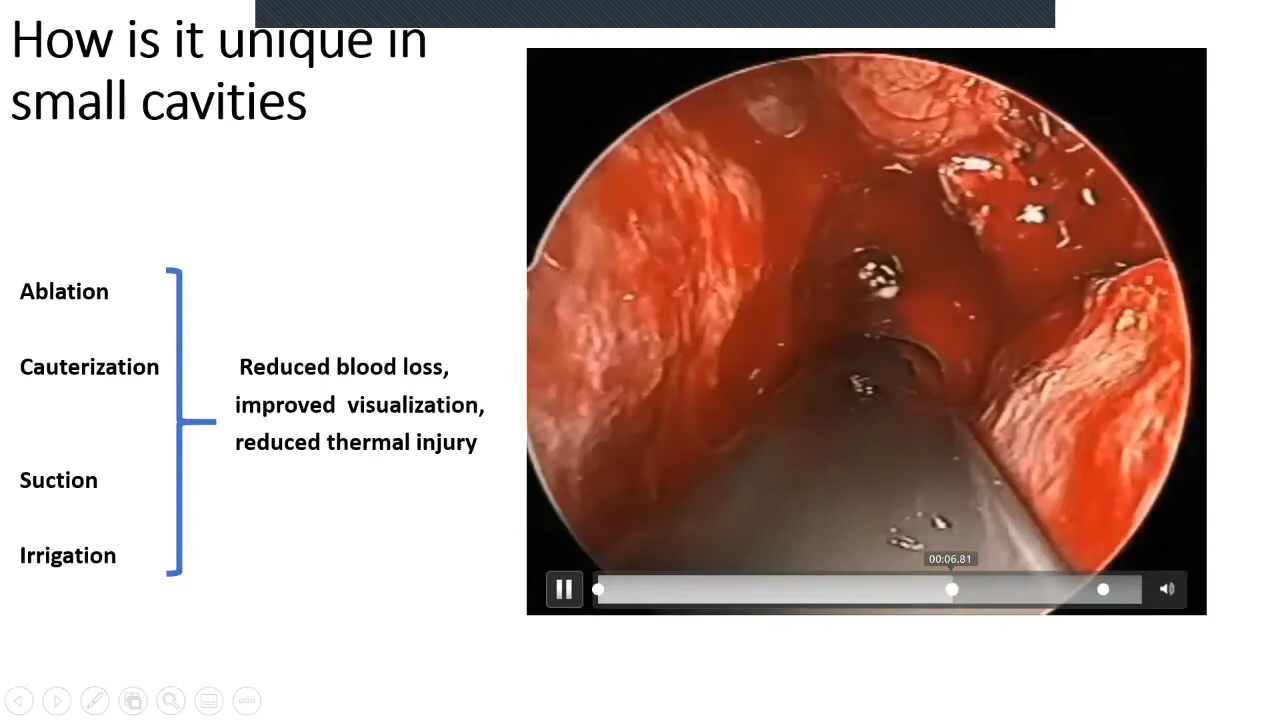 How is it unique in
small cavities
Ablation
Cauterization
Reduced blood loss,
improved visualization,
reduced thermal injury
Suction
Irrigation
00:06.81